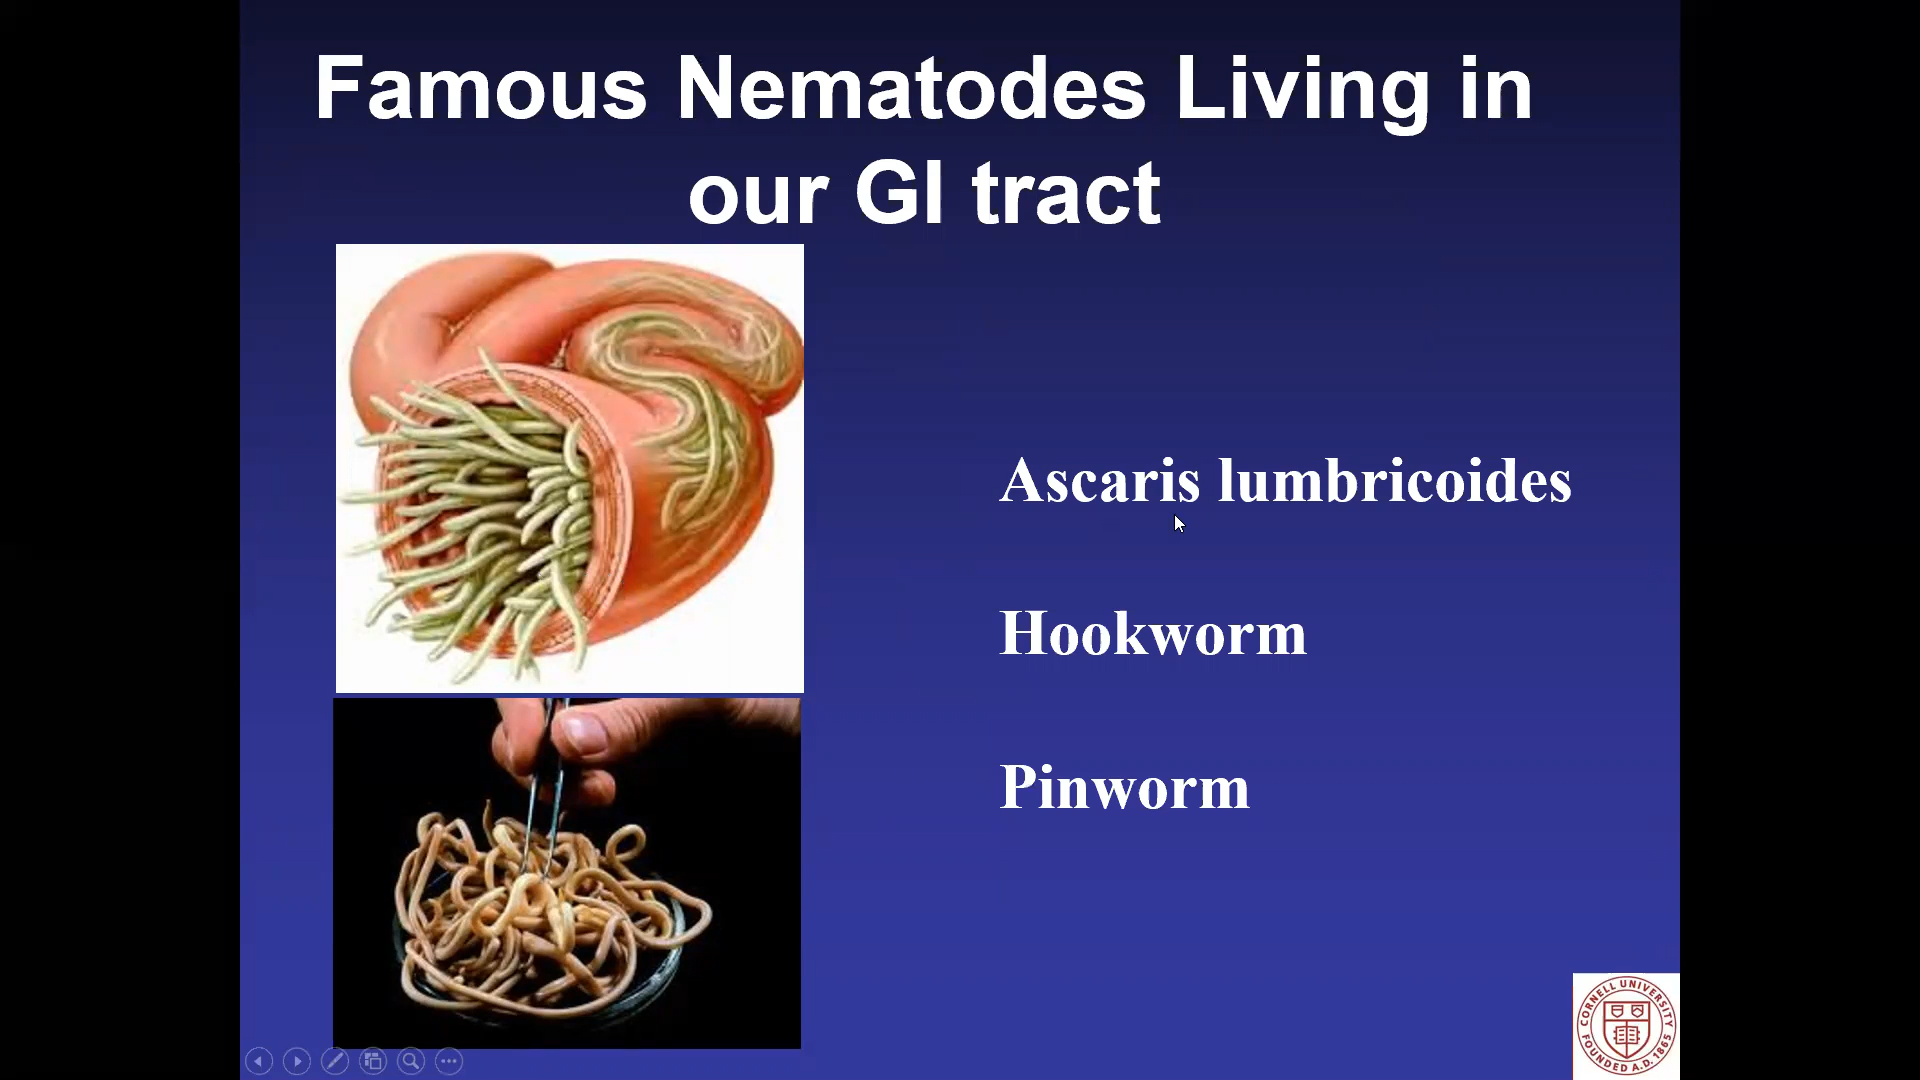 Famous Nematodes Living in
our GI tract
Ascaris lumbricoides
Hookworm
Pinworm
CORNELL UNIVERSITY
FOUNDED A.D. 1865